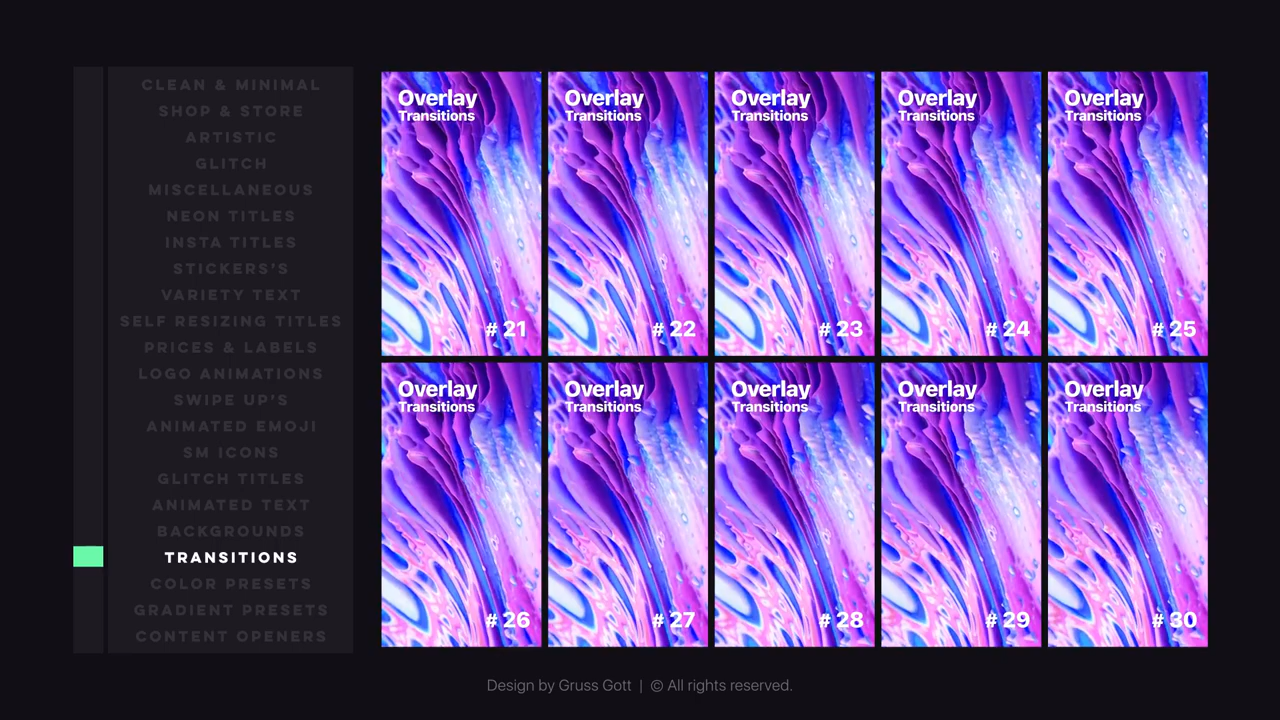 CLEAN & MINIMAL
SHOP & STORE
ARTISTIC
GLITCH
MISCELLANEOUS
NEON TITLES
INSTA TITLES
STICKERS'S
VARIETY TEXT
SELF RESIZING TITLES
PRICES & LABELS
LOGO ANIMATIONS
SWIPE UP'S
ANIMATED EMOJI
SM ICONS
GLITCH TITLES
ANIMATED TEXT
BACKGROUNDS
TRANSITIONS
COLOR PRESETS
GRADIENT PRESETS
CONTENT OPENERS
Overlay
Transitions
# 21
Overlay
Transitions
# 22
Overlay
Transitions
# 23
Overlay
Transitions
# 24
Overlay
Transitions
# 25
Overlay
Transitions
# 26
Overlay
Transitions
# 27
Overlay
Transitions
# 28
Overlay
Transitions
# 29
Overlay
Transitions
# 30
Design by Gruss Gott | © All rights reserved.